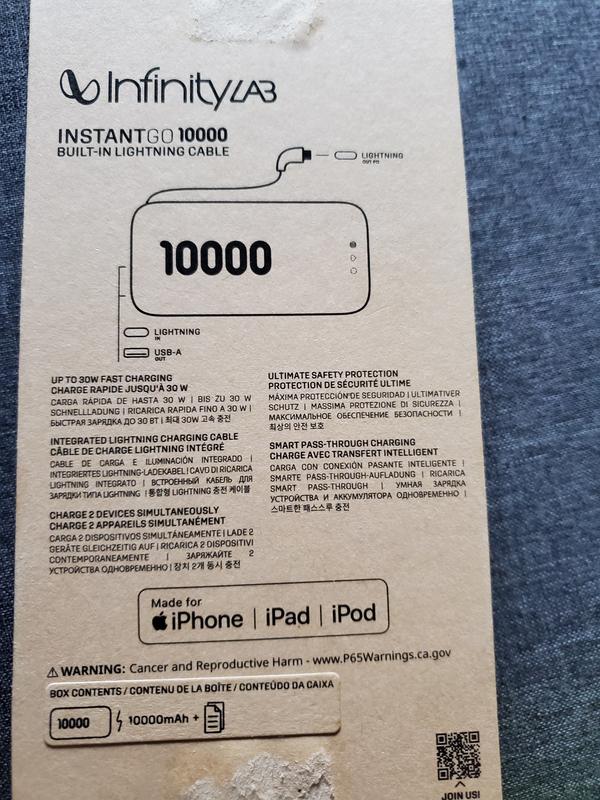 InfinityLAB
INSTANTGO 10000
BUILT-IN LIGHTNING CABLE
LIGHTNING
OUT
10000
LIGHTNING
IN
USB-A
OUT
UP TO 30W FAST CHARGING
CHARGE RAPIDE JUSQU'À 30 W
CARGA RÁPIDA DE HASTA 30 W | BIS ZU 30 W
SCHNELLLADUNG | RICARICA RAPIDA FINO A 30 W |
БЫСТРАЯ ЗАРЯДКА ДО 30 ВТ | 최대 30W 고속 충전
INTEGRATED LIGHTNING CHARGING CABLE
CÂBLE DE CHARGE LIGHTNING INTÉGRÉ
CABLE DE CARGA E ILUMINACIÓN INTEGRADO |
INTEGRIERTES LIGHTNING-LADEKABEL | CAVO DI RICARICA
LIGHTNING INTEGRATO | ВСТРОЕННЫЙ КАБЕЛЬ ДЛЯ
ЗАРЯДКИ ТИПА LIGHTNING | 통합형 LIGHTNING 충전 케이블
CHARGE 2 DEVICES SIMULTANEOUSLY
CHARGE 2 APPAREILS SIMULTANÉMENT
CARGA 2 DISPOSITIVOS SIMULTÁNEAMENTE | LADE 2
GERÄTE GLEICHZEITIG AUF | RICARICA 2 DISPOSITIVI
CONTEMPORANEAMENTE | ЗАРЯЖАЙТЕ 2
УСТРОЙСТВА ОДНОВРЕМЕННО | 장치 2개 동시 충전
ULTIMATE SAFETY PROTECTION
PROTECTION DE SÉCURITÉ ULTIME
MÁXIMA PROTECCIÓN DE SEGURIDAD | ULTIMATIVER
SCHUTZ | MASSIMA PROTEZIONE DI SICUREZZA |
МАКСИМАЛЬНОЕ ОБЕСПЕЧЕНИЕ БЕЗОПАСНОСТИ |
최상의 안전 보호
SMART PASS-THROUGH CHARGING
CHARGE AVEC TRANSFERT INTELLIGENT
CARGA CON CONEXIÓN PASANTE INTELIGENTE |
SMARTE PASS-THROUGH-AUFLADUNG | RICARICA
SMART PASS-THROUGH | УМНАЯ ЗАРЯДКА
УСТРОЙСТВА И АККУМУЛЯТОРА ОДНОВРЕМЕННО |
스마트한 패스스루 충전
Made for
iPhone | iPad | iPod
WARNING: Cancer and Reproductive Harm - www.P65Warnings.ca.gov
BOX CONTENTS / CONTENU DE LA BOÎTE / CONTEÚDO DA CAIXA
10000 10000mAh +
JOIN US!